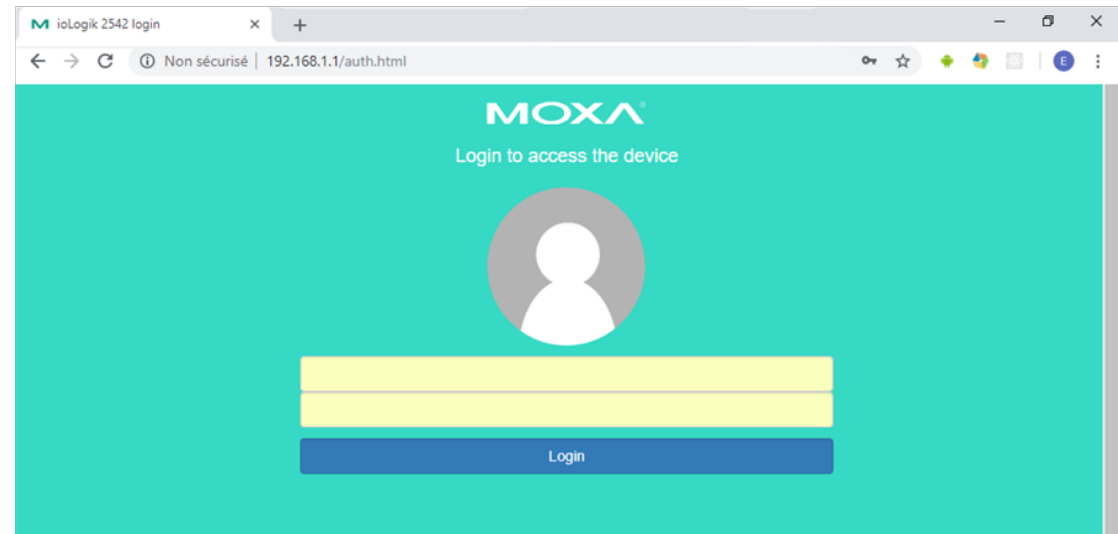 ioLogik 2542 login
Non sécurisé | 192.168.1.1/auth.html
E
MOXA
Login to access the device
Login